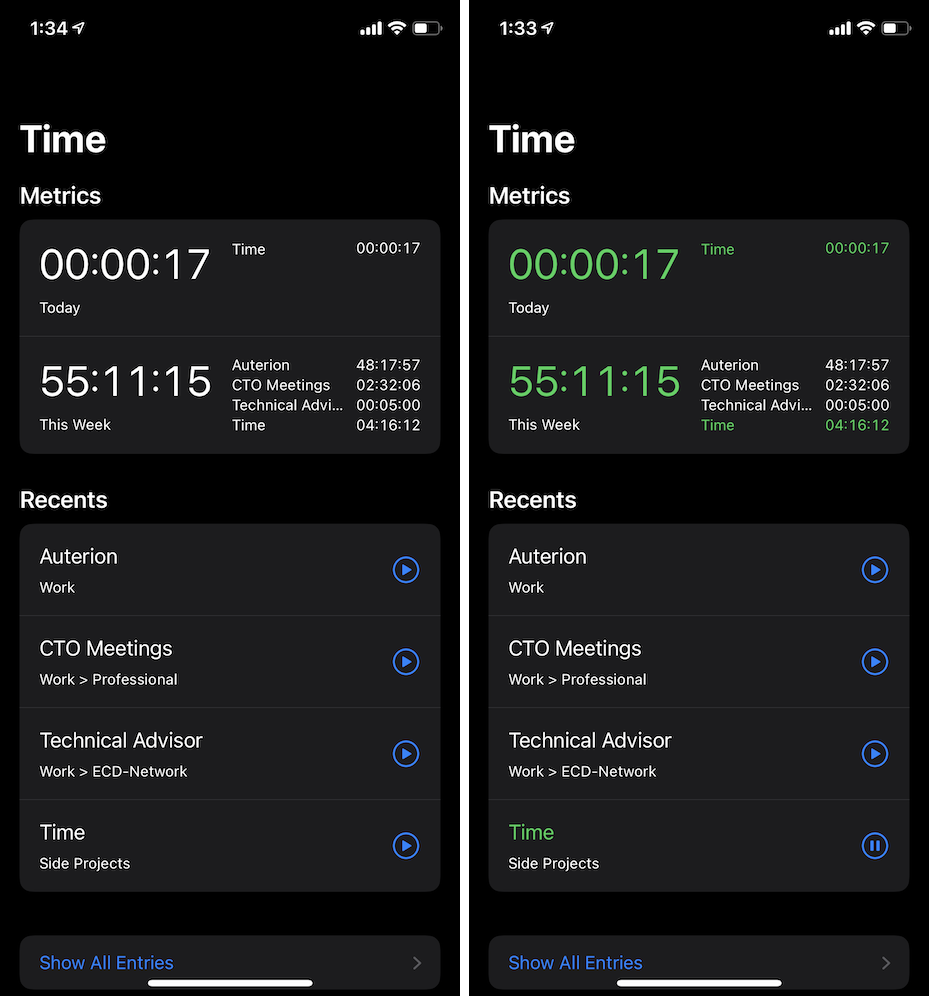 1:34
Time
Metrics
00:00:17 Time 00:00:17
Today
55:11:15 Auterion 48:17:57
CTO Meetings 02:32:06
Technical Advi... 00:05:00
This Week Time 04:16:12
Recents
Auterion
Work
CTO Meetings
Work > Professional
Technical Advisor
Work > ECD-Network
Time
Side Projects
Show All Entries
1:33
Time
Metrics
00:00:17 Time 00:00:17
Today
55:11:15 Auterion 48:17:57
CTO Meetings 02:32:06
Technical Advi... 00:05:00
This Week Time 04:16:12
Recents
Auterion
Work
CTO Meetings
Work > Professional
Technical Advisor
Work > ECD-Network
Time
Side Projects
Show All Entries